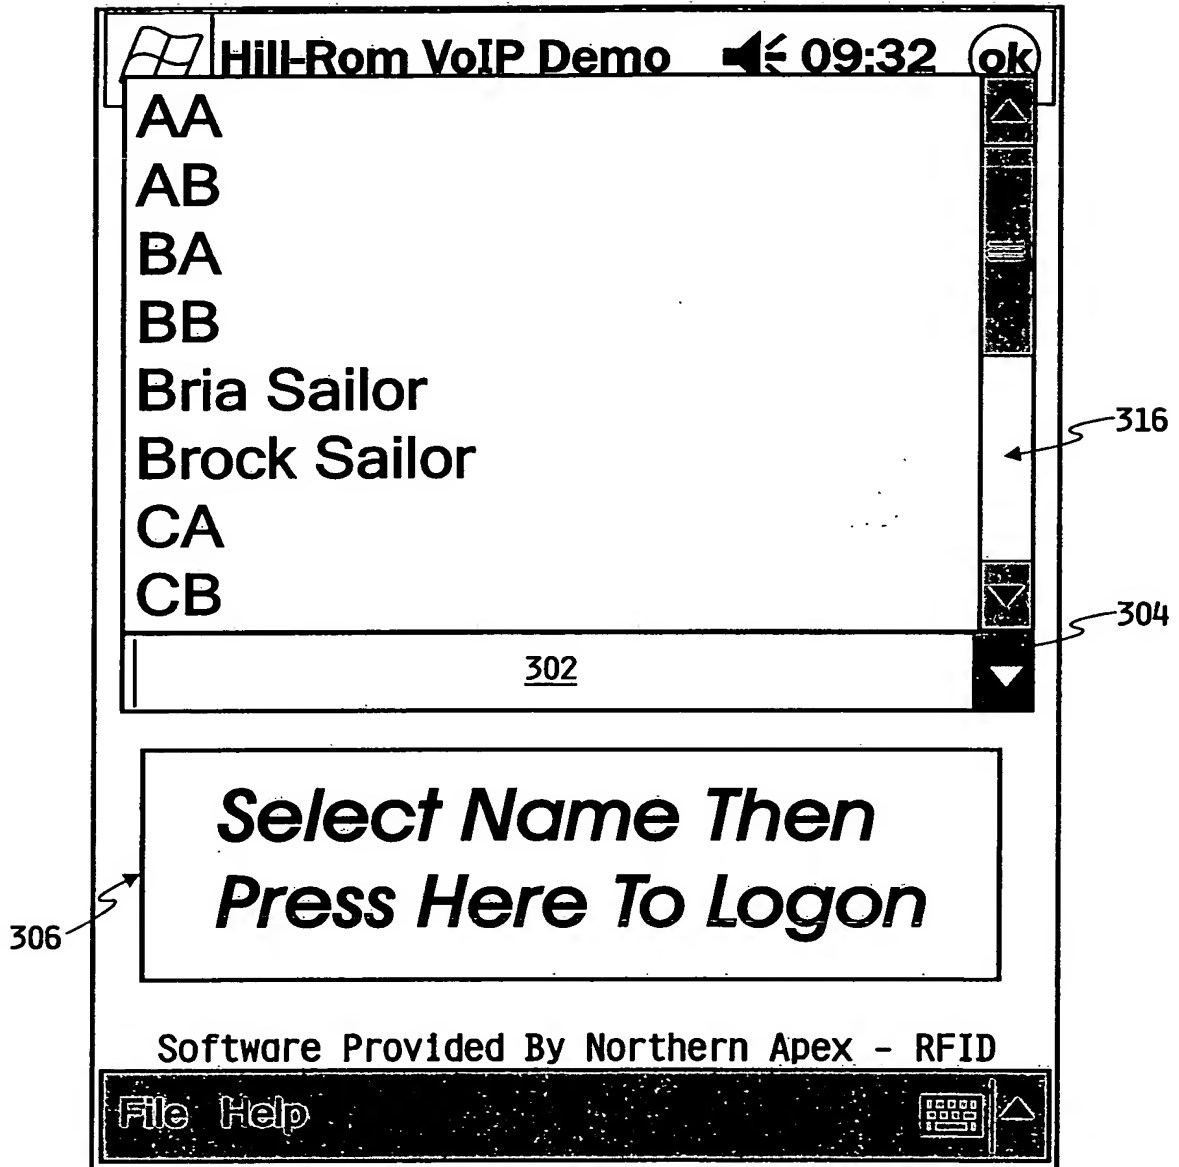 Hill-Rom VoIP Demo 09:32 ok
AA
AB
BA
BB
Bria Sailor
Brock Sailor
CA
CB
316
304
302
Select Name Then
Press Here To Logon
306
Software Provided By Northern Apex - RFID
File Help